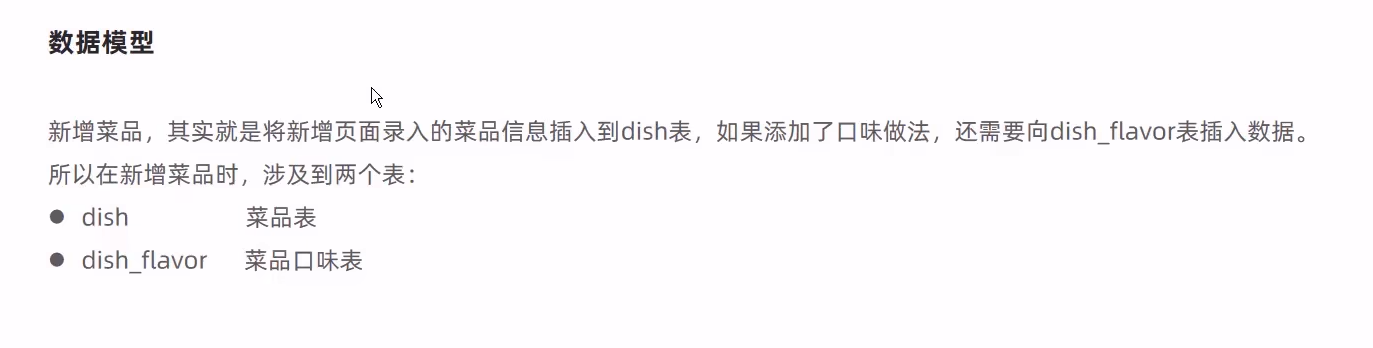 数据模型
新增菜品，其实就是将新增页面录入的菜品信息插入到dish表，如果添加了口味做法，还需要向dish_flavor表插入数据。
所以在新增菜品时，涉及到两个表：
● dish 菜品表
● dish_flavor 菜品口味表